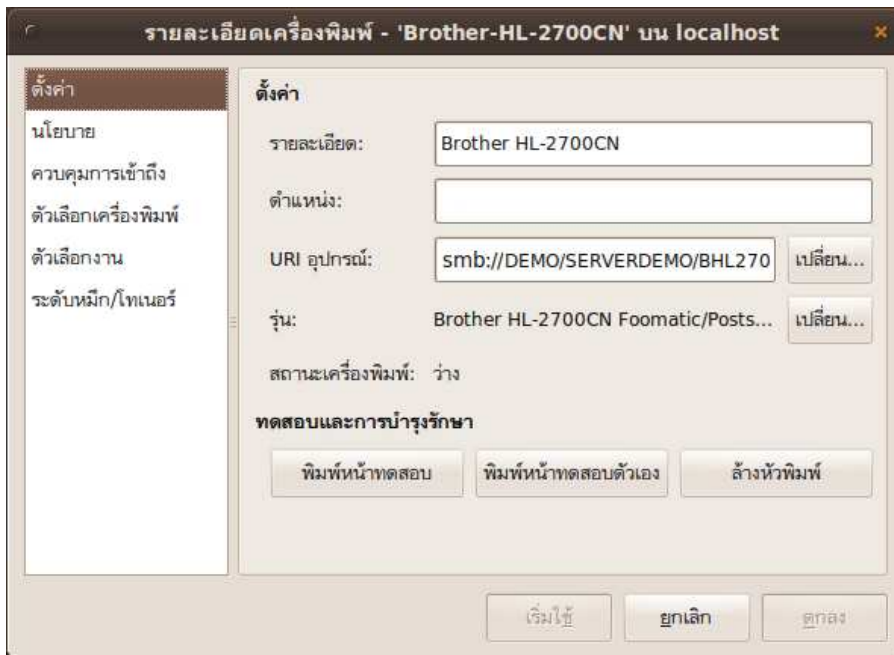 รายละเอียดเครื่องพิมพ์ - 'Brother-HL-2700CN' บน localhost
ตั้งค่า
นโยบาย
ควบคุมการเข้าถึง
ตัวเลือกเครื่องพิมพ์
ตัวเลือกงาน
ระดับหมึก/โทเนอร์
ตั้งค่า
รายละเอียด: Brother HL-2700CN
ตำแหน่ง:
URI อุปกรณ์: smb://DEMO/SERVERDEMO/BHL270 เปลี่ยน...
รุ่น: Brother HL-2700CN Foomatic/Posts... เปลี่ยน...
สถานะเครื่องพิมพ์: ว่าง
ทดสอบและการบำรุงรักษา
พิมพ์หน้าทดสอบ พิมพ์หน้าทดสอบตัวเอง ล้างหัวพิมพ์
เริ่มใช้ ยกเลิก ตกลง